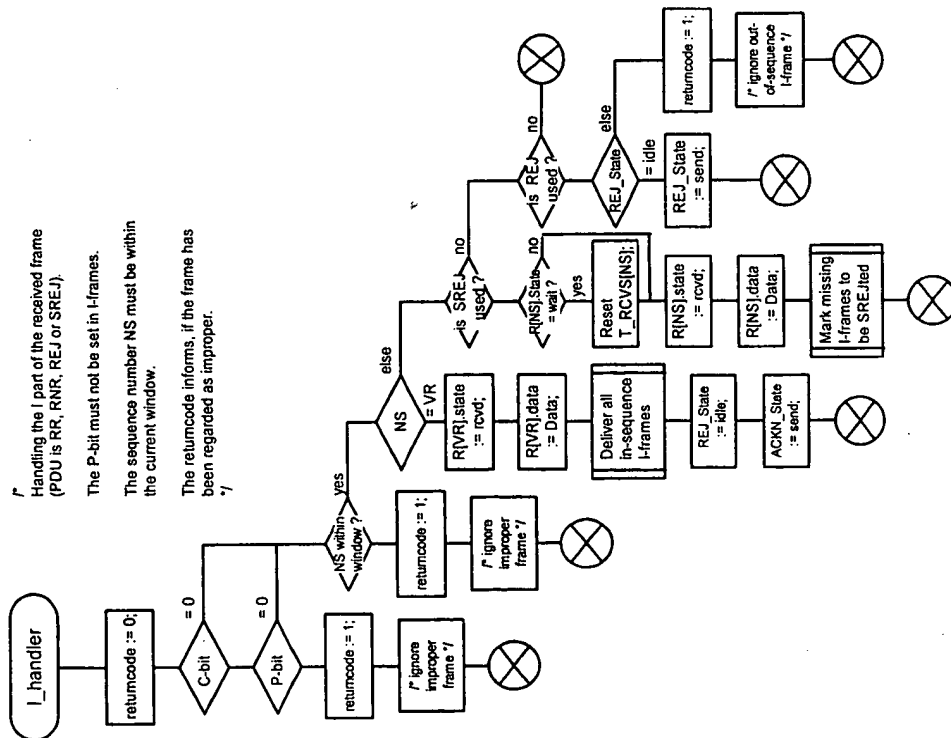 I_handler
/*
Handling the I part of the received frame
(PDU is RR, RNR, REJ or SREJ).
The P-bit must not be set in I-frames.
The sequence number NS must be within
the current window.
The returncode informs, if the frame has
been regarded as improper.
*/
returncode := 0;
C-bit
= 0
P-bit
= 0
returncode := 1;
/* ignore
improper
frame */
NS within
window ?
yes
returncode := 1;
/* ignore
improper
frame */
NS
else
= VR
R[VR].state
:= rcvd;
R[VR].data
:= Data;
Deliver all
in-sequence
I-frames
REJ_State
:= idle;
ACKN_State
:= send;
is SREJ
used ?
no
R[NS].State
= wait ?
no
yes
Reset
T_RCVS[NS];
R[NS].state
:= rcvd;
R[NS].data
:= Data;
Mark missing
I-frames to
be SREJted
is REJ
used ?
no
REJ_State
else
= idle
REJ_State
:= send;
returncode := 1;
/* ignore out-
of-sequence
I-frame */